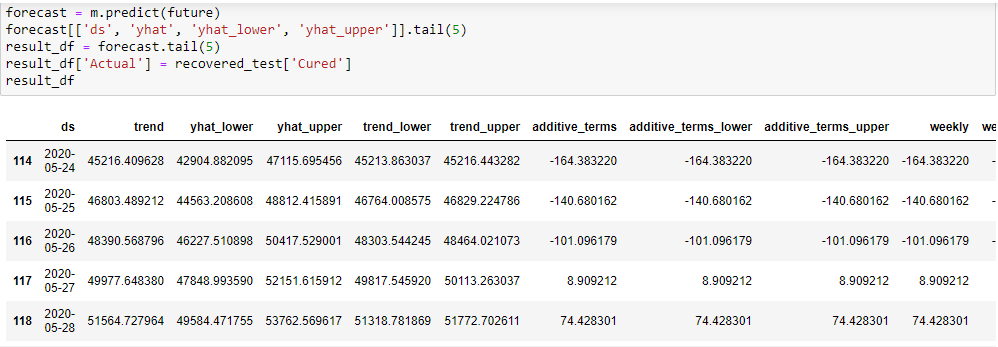 forecast = m.predict(future)
forecast[['ds', 'yhat', 'yhat_lower', 'yhat_upper']].tail(5)
result_df = forecast.tail(5)
result_df['Actual'] = recovered_test['Cured']
result_df
ds trend yhat_lower yhat_upper trend_lower trend_upper additive_terms additive_terms_lower additive_terms_upper weekly we
114 2020-05-24 45216.409628 42904.882095 47115.695456 45213.863037 45216.443282 -164.383220 -164.383220 -164.383220 -164.383220 -
115 2020-05-25 46803.489212 44563.208608 48812.415891 46764.008575 46829.224786 -140.680162 -140.680162 -140.680162 -140.680162 -
116 2020-05-26 48390.568796 46227.510898 50417.529001 48303.544245 48464.021073 -101.096179 -101.096179 -101.096179 -101.096179 -
117 2020-05-27 49977.648380 47848.993590 52151.615912 49817.545920 50113.263037 8.909212 8.909212 8.909212 8.909212
118 2020-05-28 51564.727964 49584.471755 53762.569617 51318.781869 51772.702611 74.428301 74.428301 74.428301 74.428301